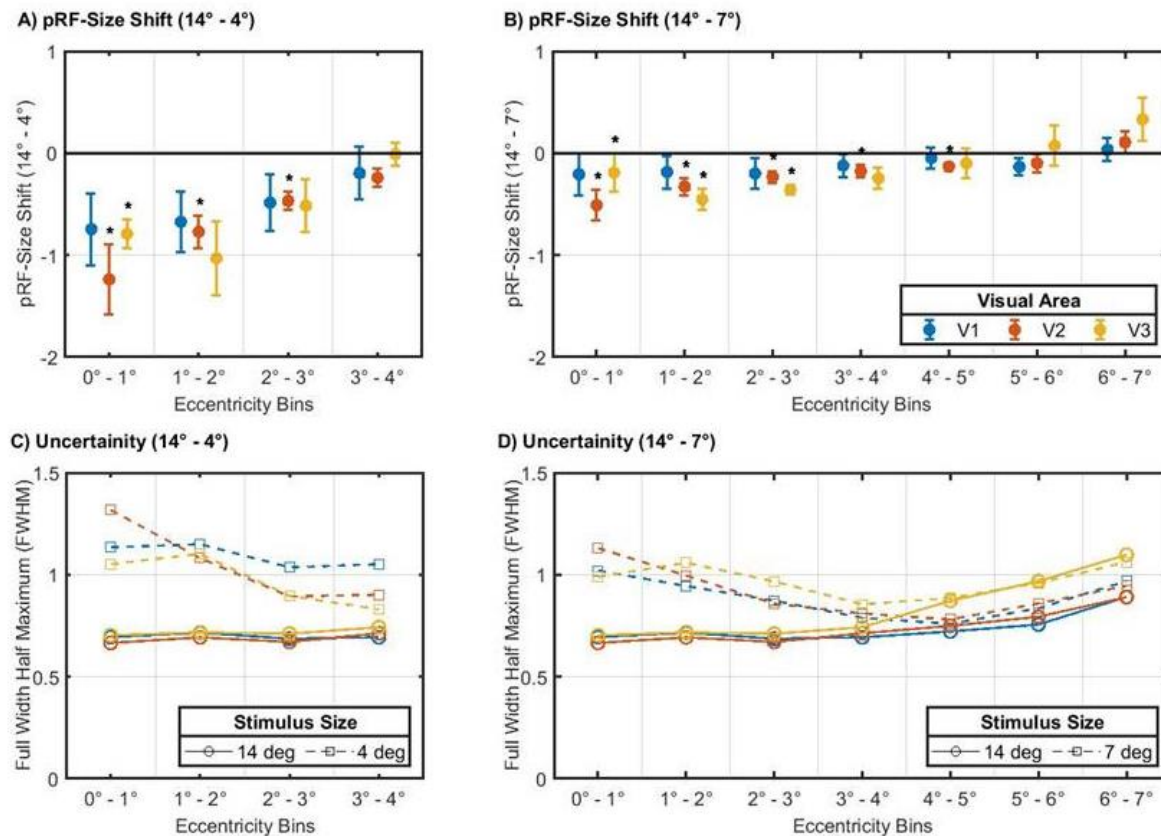 A) pRF-Size Shift (14° - 4°)
pRF-Size Shift (14° - 4°)
1
0
-1
-2
* * * *
*
0° - 1° 1° - 2° 2° - 3° 3° - 4°
Eccentricity Bins
B) pRF-Size Shift (14° - 7°)
pRF-Size Shift (14° - 7°)
1
0
-1
-2
* * * * * * * *
Visual Area
V1 V2 V3
0° - 1° 1° - 2° 2° - 3° 3° - 4° 4° - 5° 5° - 6° 6° - 7°
Eccentricity Bins
C) Uncertainity (14° - 4°)
Full Width Half Maximum (FWHM)
1.5
1
0.5
0
Stimulus Size
14 deg 4 deg
0° - 1° 1° - 2° 2° - 3° 3° - 4°
Eccentricity Bins
D) Uncertainity (14° - 7°)
Full Width Half Maximum (FWHM)
1.5
1
0.5
0
Stimulus Size
14 deg 7 deg
0° - 1° 1° - 2° 2° - 3° 3° - 4° 4° - 5° 5° - 6° 6° - 7°
Eccentricity Bins